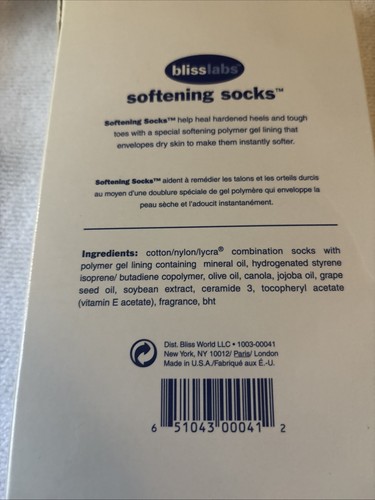 blisslabs
softening socks™
Softening Socks™ help heal hardened heels and tough
toes with a special softening polymer gel lining that
envelopes dry skin to make them instantly softer.
Softening Socks™ aident à remédier les talons et les orteils durcis
au moyen d'une doublure spéciale de gel polymère qui enveloppe la
peau sèche et l'adoucit instantanément.
Ingredients: cotton/nylon/lycra® combination socks with
polymer gel lining containing mineral oil, hydrogenated styrene
isoprene/ butadiene copolymer, olive oil, canola, jojoba oil, grape
seed oil, soybean extract, ceramide 3, tocopheryl acetate
(vitamin E acetate), fragrance, bht
Dist. Bliss World LLC • 1003-00041
New York, NY 10012/ Paris/ London
Made in U.S.A./Fabriqué aux É.-U.
6 51043 00041 2